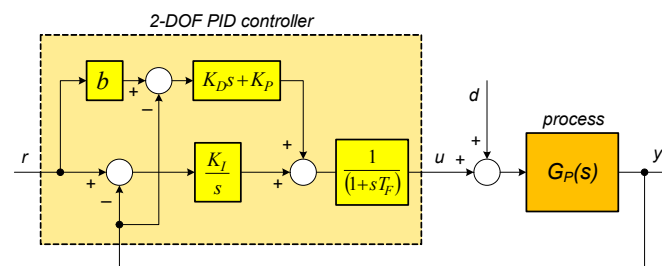 2-DOF PID controller
b
+
−
K_D s+K_P
d
process
r
+
−
K_I
s
+
+
1
(1+sT_F)
u
+
+
G_P(s)
y